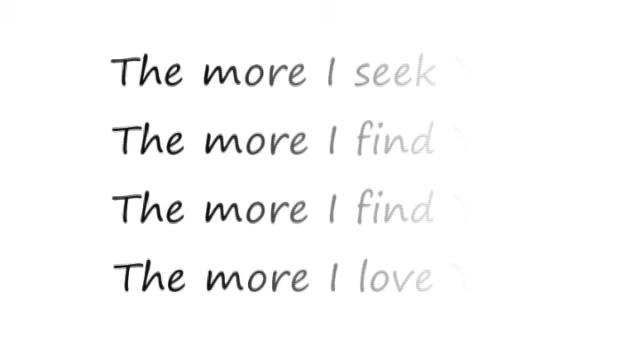 The more I seek
The more I find
The more I find
The more I love